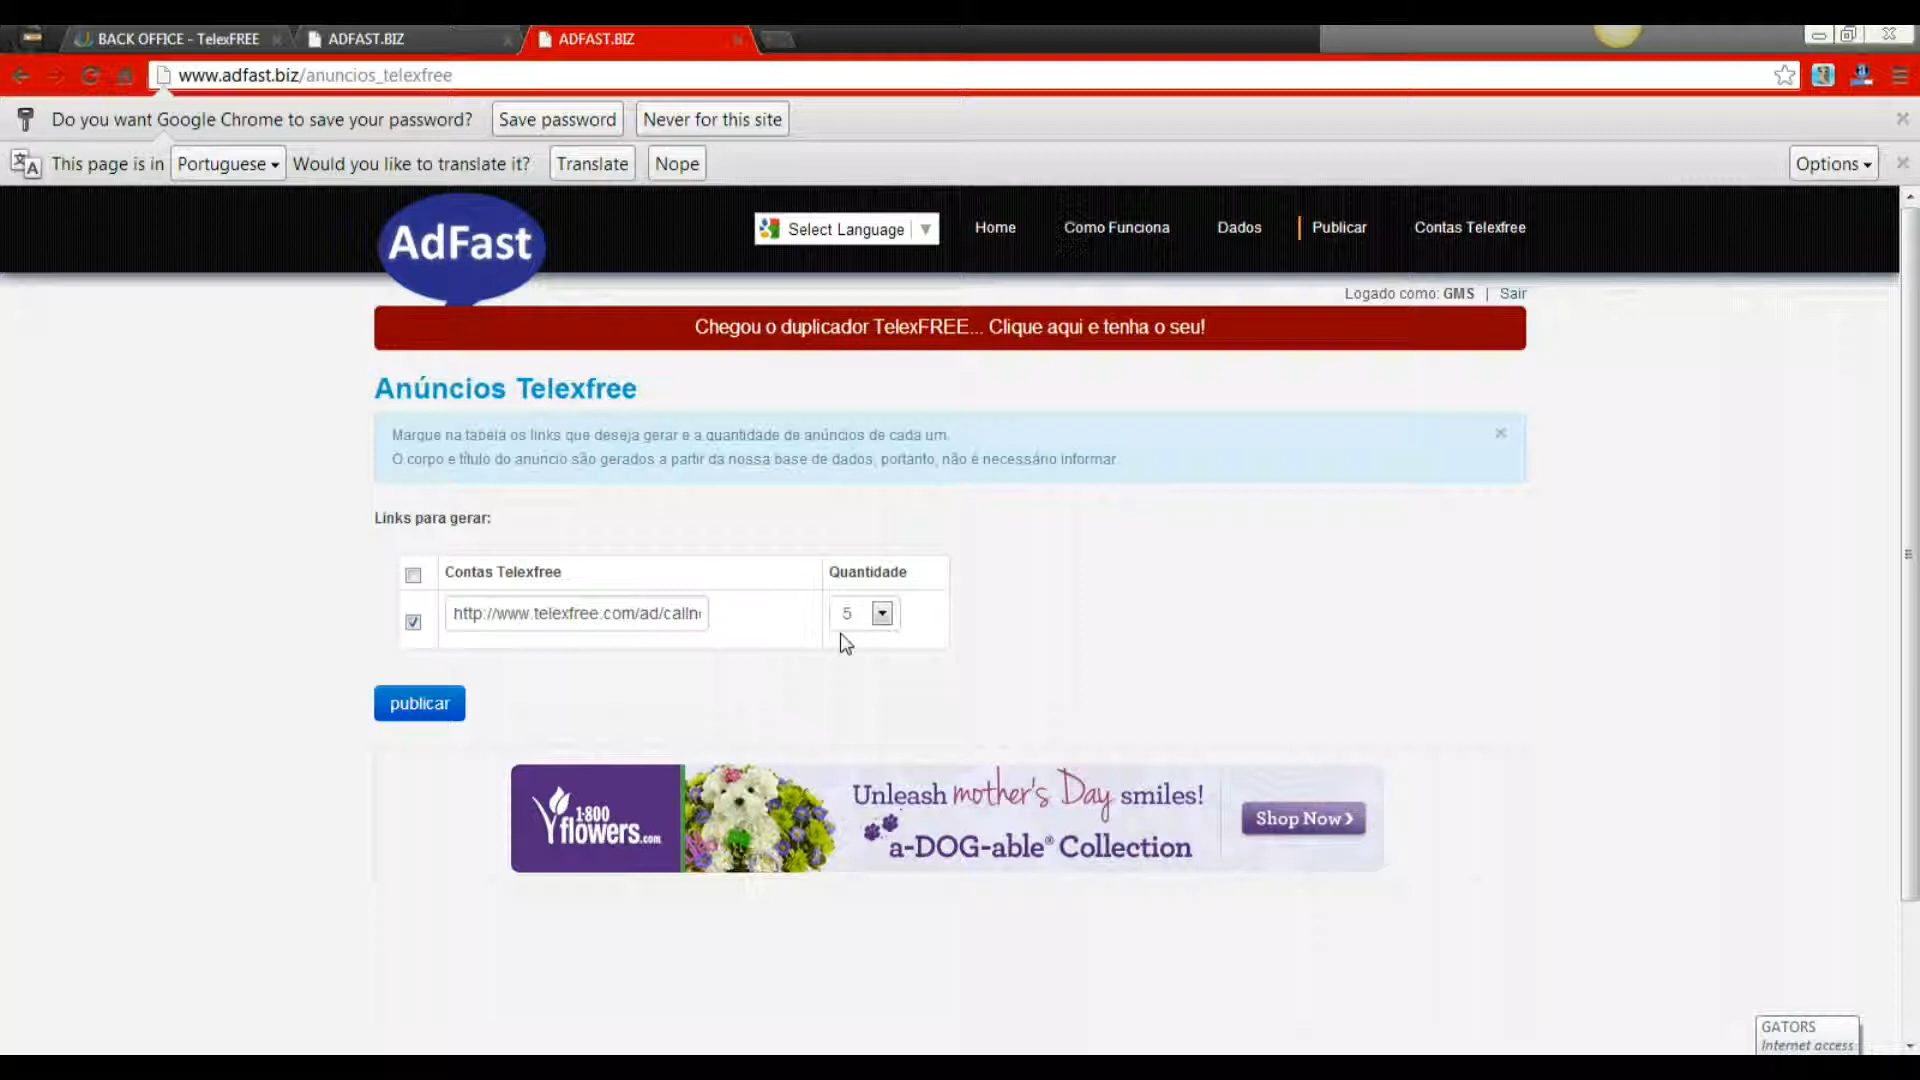 BACK OFFICE - TelexFREE
ADFAST.BIZ
ADFAST.BIZ
www.adfast.biz/anuncios_telexfree
Do you want Google Chrome to save your password?
Save password
Never for this site
This page is in
Portuguese
Would you like to translate it?
Translate
Nope
Options
AdFast
Select Language
Home
Como Funciona
Dados
Publicar
Contas Telexfree
Logado como: GMS | Sair
Chegou o duplicador TelexFREE... Clique aqui e tenha o seu!
Anúncios Telexfree
Marque na tabela os links que deseja gerar e a quantidade de anúncios de cada um.
O corpo e título do anuncio são gerados a partir da nossa base de dados, portanto, não é necessário informar
Links para gerar:
Contas Telexfree
Quantidade
http://www.telexfree.com/ad/calln
5
publicar
1-800
flowers.com
Unleash mother's Day smiles!
a-DOG-able® Collection
Shop Now
GATORS
Internet access